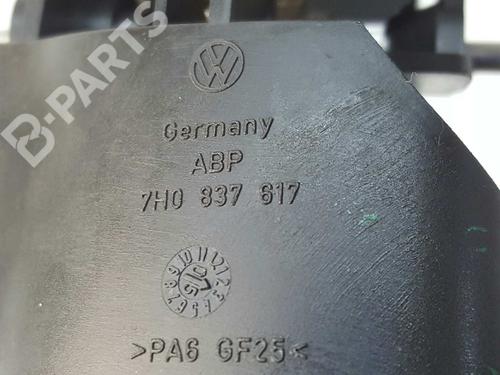 B-PARTS
Germany
ABP
7H0 837 617
>PA6 GF25<